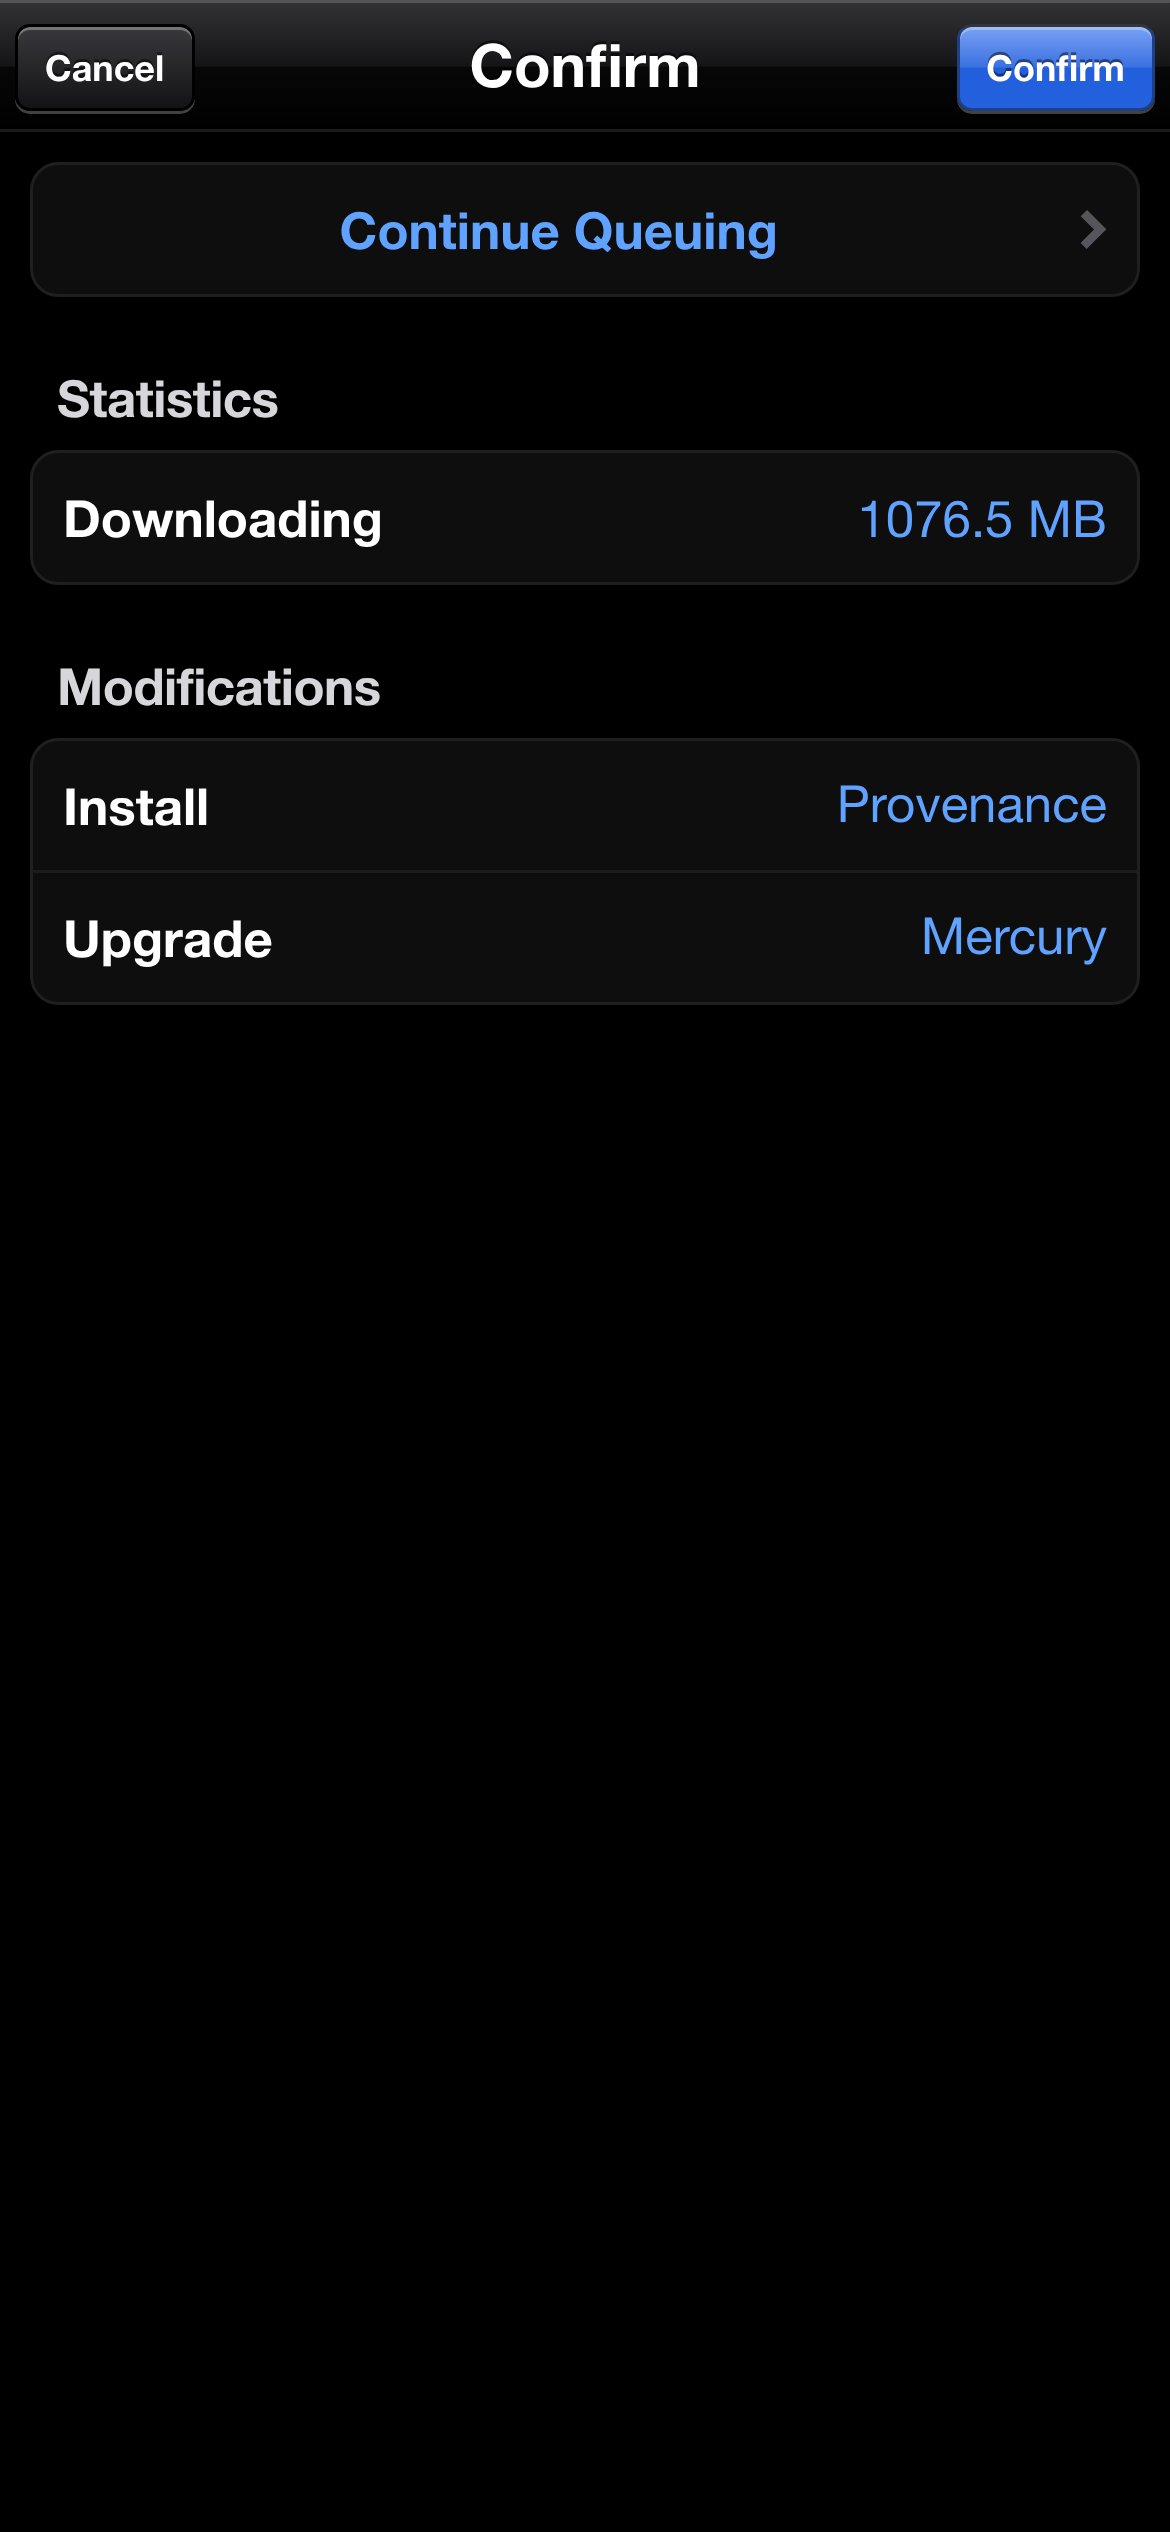 Cancel
Confirm
Confirm
Continue Queuing
Statistics
Downloading 1076.5 MB
Modifications
Install Provenance
Upgrade Mercury